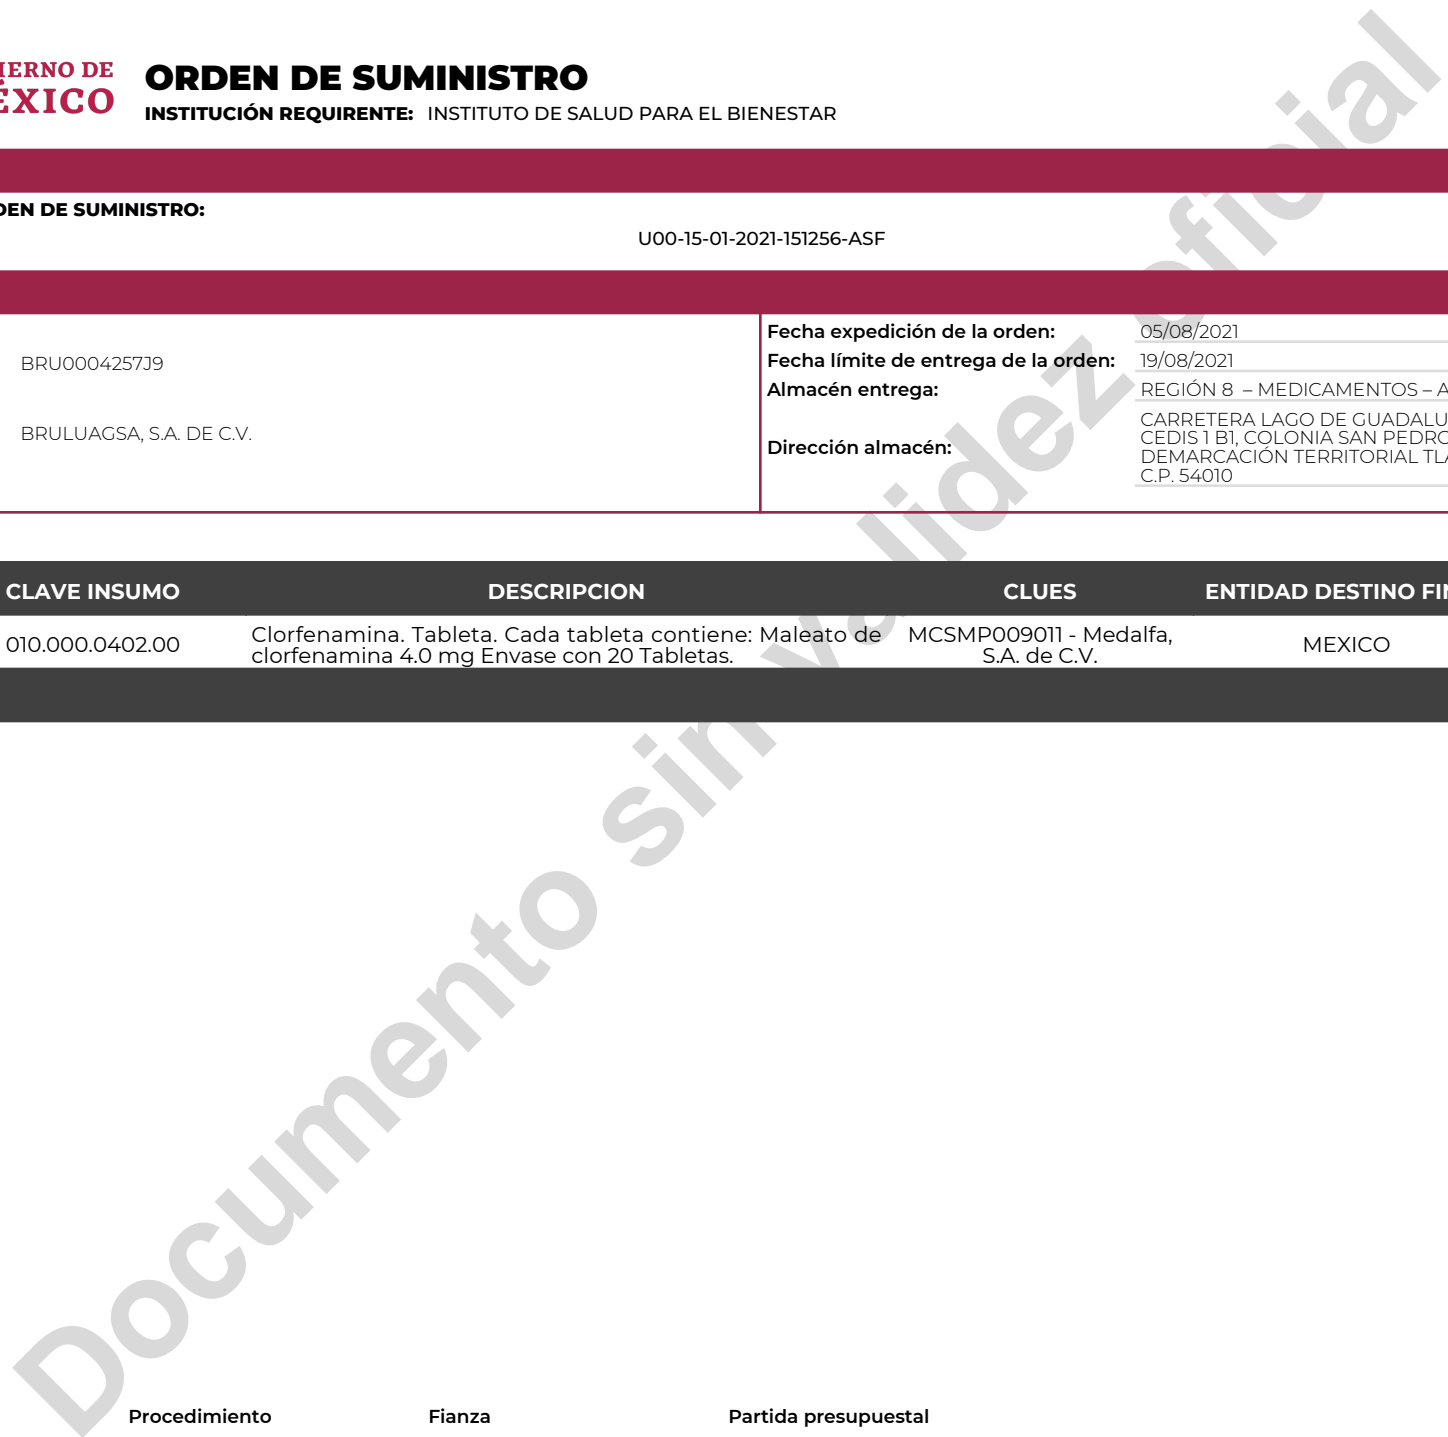 IERNO DE
ÉXICO
ORDEN DE SUMINISTRO
INSTITUCIÓN REQUIRENTE: INSTITUTO DE SALUD PARA EL BIENESTAR
DEN DE SUMINISTRO:
U00-15-01-2021-151256-ASF
BRU0004257J9
BRULUAGSA, S.A. DE C.V.
Fecha expedición de la orden: 05/08/2021
Fecha límite de entrega de la orden: 19/08/2021
Almacén entrega: REGIÓN 8 – MEDICAMENTOS – A
Dirección almacén:
CARRETERA LAGO DE GUADALU
CEDIS 1 B1, COLONIA SAN PEDRO
DEMARCACIÓN TERRITORIAL TLA
C.P. 54010
CLAVE INSUMO DESCRIPCION CLUES ENTIDAD DESTINO FIN
010.000.0402.00
Clorfenamina. Tableta. Cada tableta contiene: Maleato de
clorfenamina 4.0 mg Envase con 20 Tabletas.
MCSMP009011 - Medalfa,
S.A. de C.V.
MEXICO
Documento sin validez oficial
Procedimiento Fianza Partida presupuestal